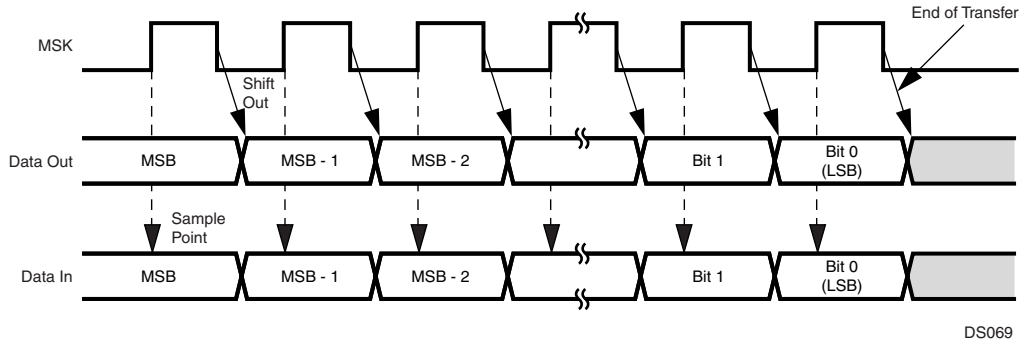 End of Transfer
MSK
Shift
Out
Data Out
MSB
MSB - 1
MSB - 2
Bit 1
Bit 0
(LSB)
Sample
Point
Data In
MSB
MSB - 1
MSB - 2
Bit 1
Bit 0
(LSB)
DS069